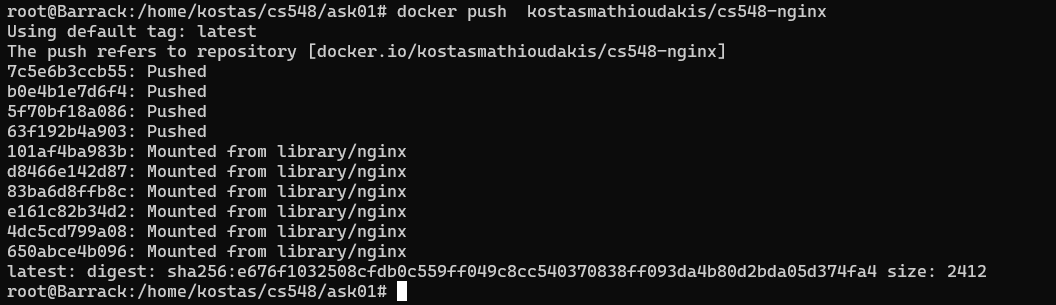 root@Barrack:/home/kostas/cs548/ask01# docker push  kostasmathioudakis/cs548-nginx
Using default tag: latest
The push refers to repository [docker.io/kostasmathioudakis/cs548-nginx]
7c5e6b3ccb55: Pushed
b0e4b1e7d6f4: Pushed
5f70bf18a086: Pushed
63f192b4a903: Pushed
101af4ba983b: Mounted from library/nginx
d8466e142d87: Mounted from library/nginx
83ba6d8ffb8c: Mounted from library/nginx
e161c82b34d2: Mounted from library/nginx
4dc5cd799a08: Mounted from library/nginx
650abce4b096: Mounted from library/nginx
latest: digest: sha256:e676f1032508cfdb0c559ff049c8cc540370838ff093da4b80d2bda05d374fa4 size: 2412
root@Barrack:/home/kostas/cs548/ask01#